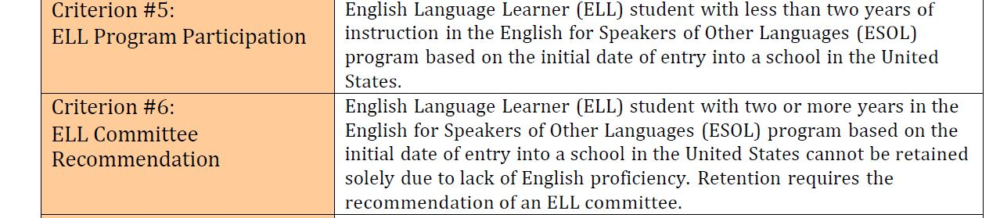 Criterion #5:
ELL Program Participation
English Language Learner (ELL) student with less than two years of
instruction in the English for Speakers of Other Languages (ESOL)
program based on the initial date of entry into a school in the United
States.
Criterion #6:
ELL Committee
Recommendation
English Language Learner (ELL) student with two or more years in the
English for Speakers of Other Languages (ESOL) program based on the
initial date of entry into a school in the United States cannot be retained
solely due to lack of English proficiency. Retention requires the
recommendation of an ELL committee.